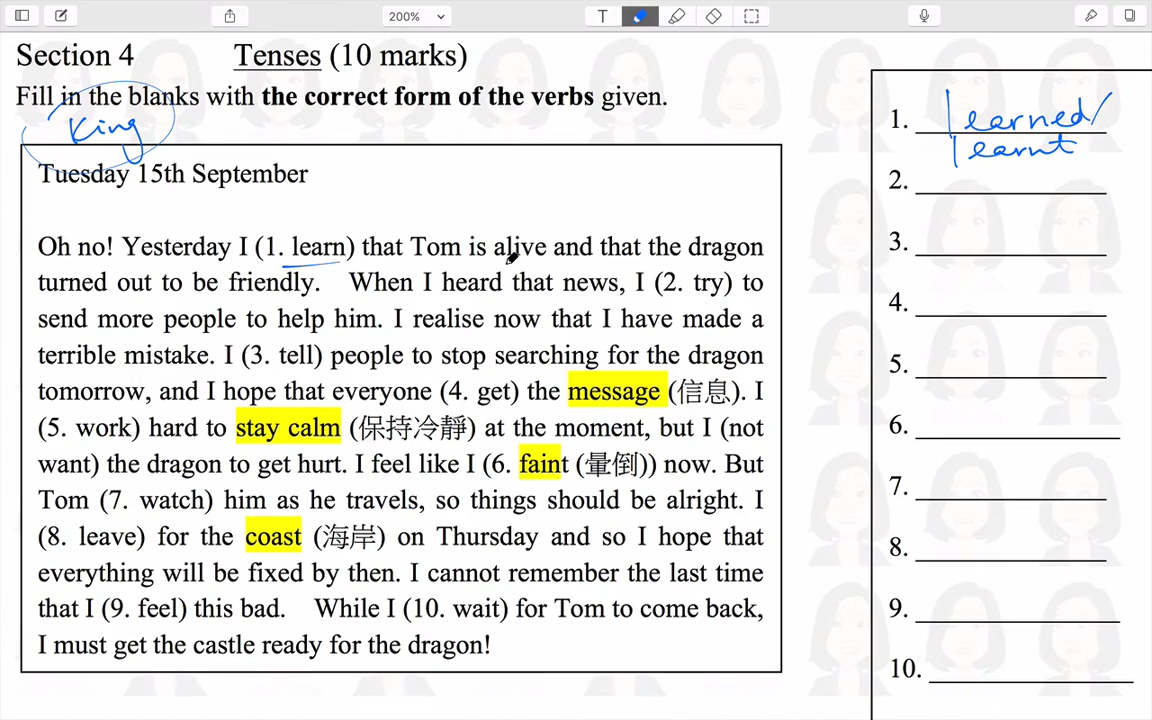 200%
T
Section 4 Tenses (10 marks)
Fill in the blanks with the correct form of the verbs given.
King
Tuesday 15th September
Oh no! Yesterday I (1. learn) that Tom is alive and that the dragon
turned out to be friendly. When I heard that news, I (2. try) to
send more people to help him. I realise now that I have made a
terrible mistake. I (3. tell) people to stop searching for the dragon
tomorrow, and I hope that everyone (4. get) the message (信息). I
(5. work) hard to stay calm (保持冷靜) at the moment, but I (not
want) the dragon to get hurt. I feel like I (6. faint (暈倒)) now. But
Tom (7. watch) him as he travels, so things should be alright. I
(8. leave) for the coast (海岸) on Thursday and so I hope that
everything will be fixed by then. I cannot remember the last time
that I (9. feel) this bad. While I (10. wait) for Tom to come back,
I must get the castle ready for the dragon!
1. learned/
learnt
2.
3.
4.
5.
6.
7.
8.
9.
10.